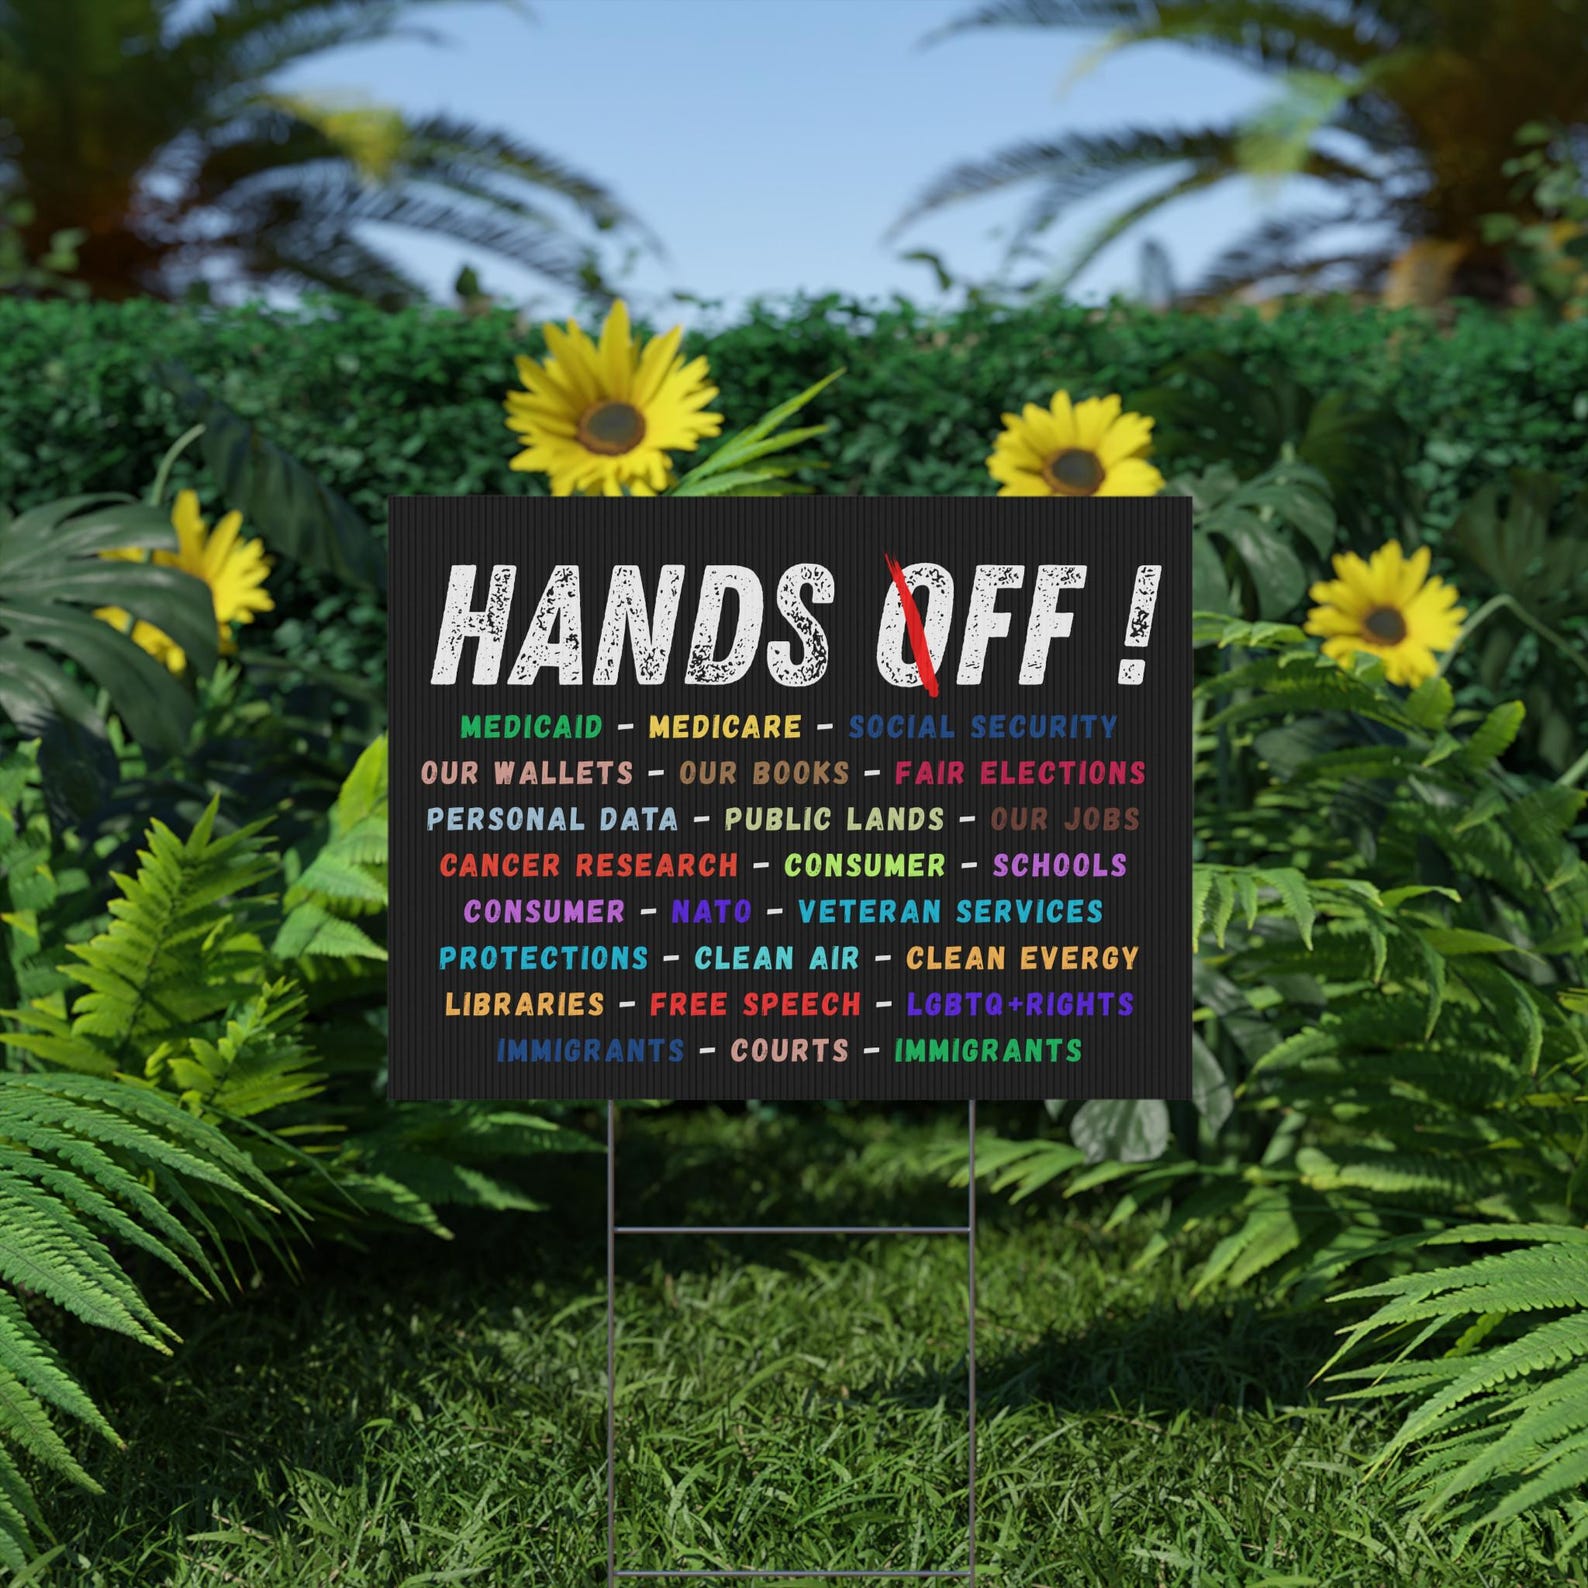 HANDS OFF !
MEDICAID - MEDICARE - SOCIAL SECURITY
OUR WALLETS - OUR BOOKS - FAIR ELECTIONS
PERSONAL DATA - PUBLIC LANDS - OUR JOBS
CANCER RESEARCH - CONSUMER - SCHOOLS
CONSUMER - NATO - VETERAN SERVICES
PROTECTIONS - CLEAN AIR - CLEAN EVERGY
LIBRARIES - FREE SPEECH - LGBTQ+RIGHTS
IMMIGRANTS - COURTS - IMMIGRANTS